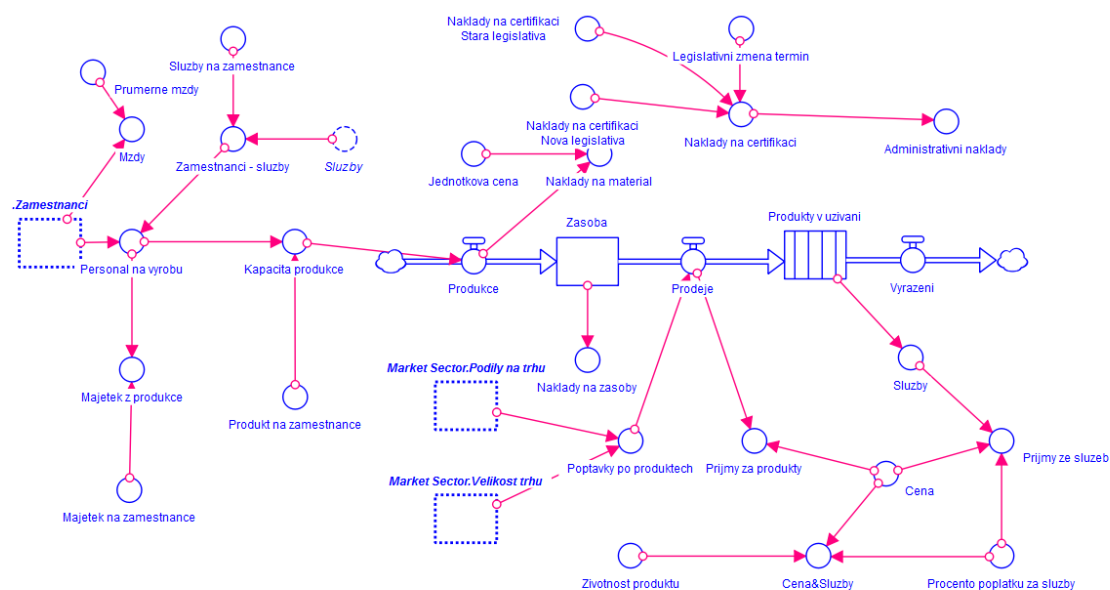 Naklady na certifikaci
Stara legislativa
Legislativni zmena termin
Sluzby na zamestnance
Prumerne mzdy
Naklady na certifikaci
Nova legislativa
Naklady na certifikaci
Administrativni naklady
Mzdy
Zamestnanci - sluzby
Sluzby
Jednotkova cena
Naklady na material
.Zamestnanci
Zasoba
Produkty v uzivani
Personal na vyrobu
Kapacita produkce
Produkce
Prodeje
Vyrazeni
Market Sector.Podily na trhu
Naklady na zasoby
Sluzby
Majetek z produkce
Produkt na zamestnance
Market Sector.Velikost trhu
Poptavky po produktech
Prijmy za produkty
Prijmy ze sluzeb
Cena
Majetek na zamestnance
Zivotnost produktu
Cena&Sluzby
Procento poplatku za sluzby